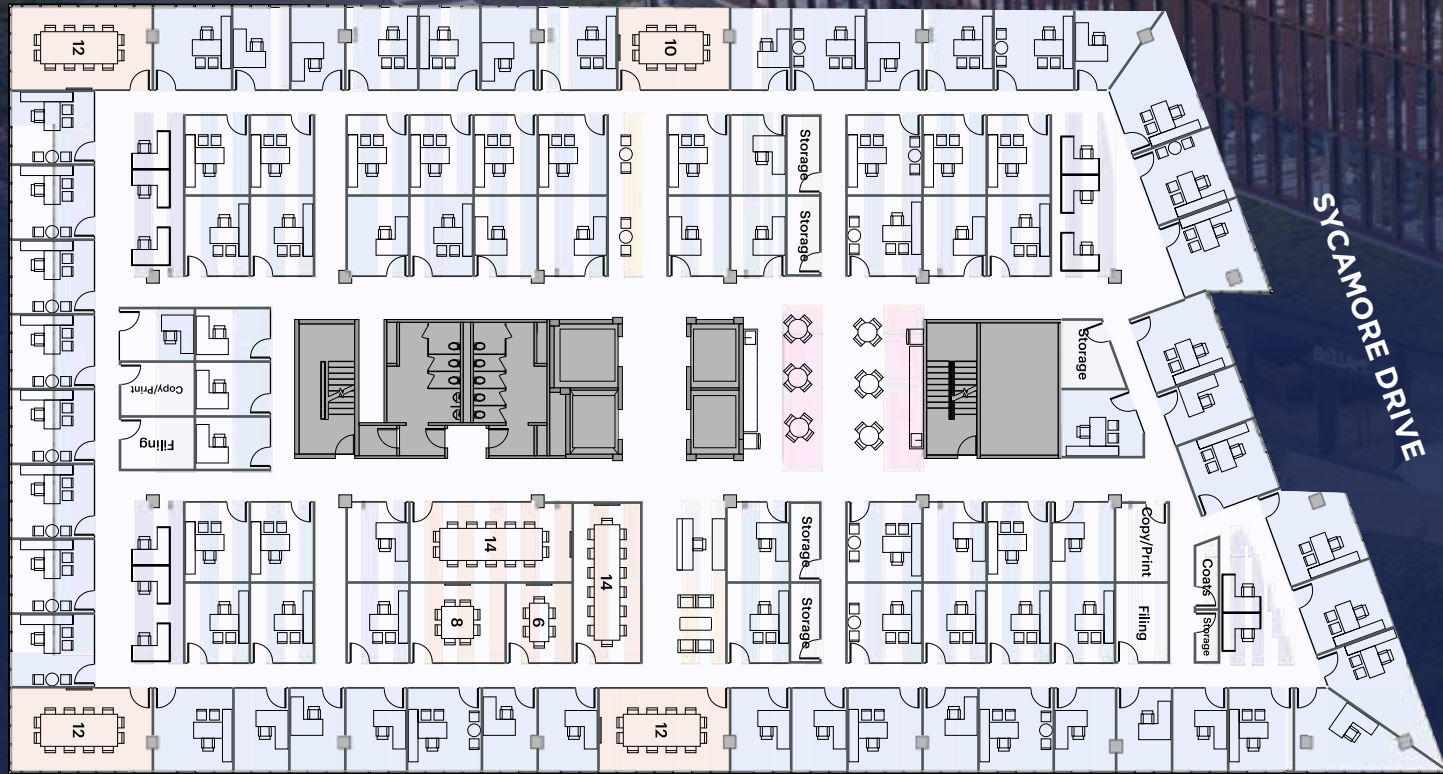 12
10
Storage
Storage
SYCAMORE DRIVE
Storage
Copy/Print
Filing
14
14
8
6
Storage
Storage
Copy/Print
Filing
Coats
Storage
12
12